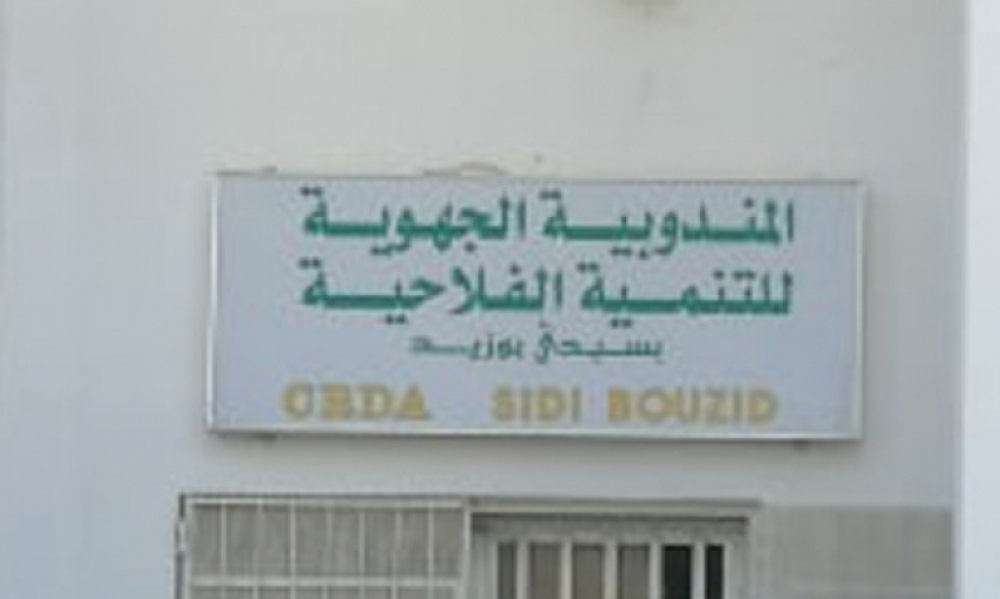 المندوبية الجهوية
للتنمية الفلاحية
بسيدي بوزيد
CRDA SIDI BOUZID